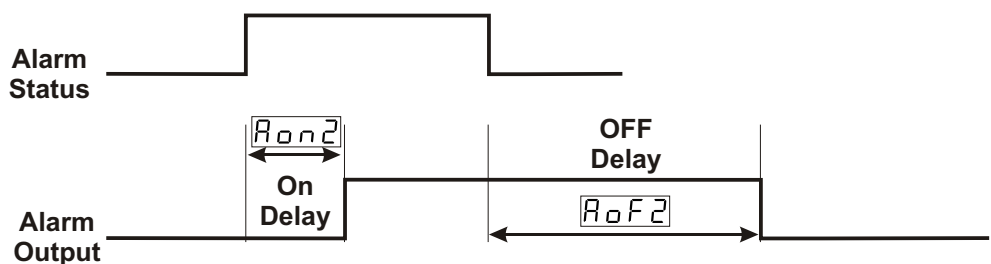 Alarm
Status
Aon2
OFF
Delay
On
Delay
AoF2
Alarm
Output